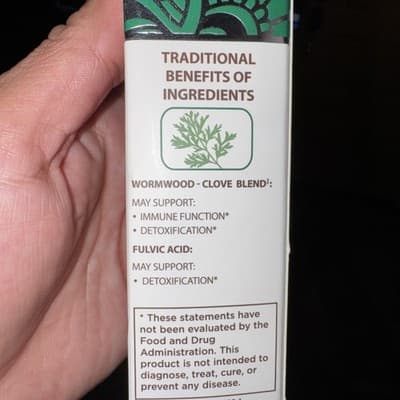 TRADITIONAL
BENEFITS OF
INGREDIENTS
WORMWOOD - CLOVE BLEND‡:
MAY SUPPORT:
• IMMUNE FUNCTION*
• DETOXIFICATION*
FULVIC ACID:
MAY SUPPORT:
• DETOXIFICATION*
* These statements have
not been evaluated by the
Food and Drug
Administration. This
product is not intended to
diagnose, treat, cure, or
prevent any disease.